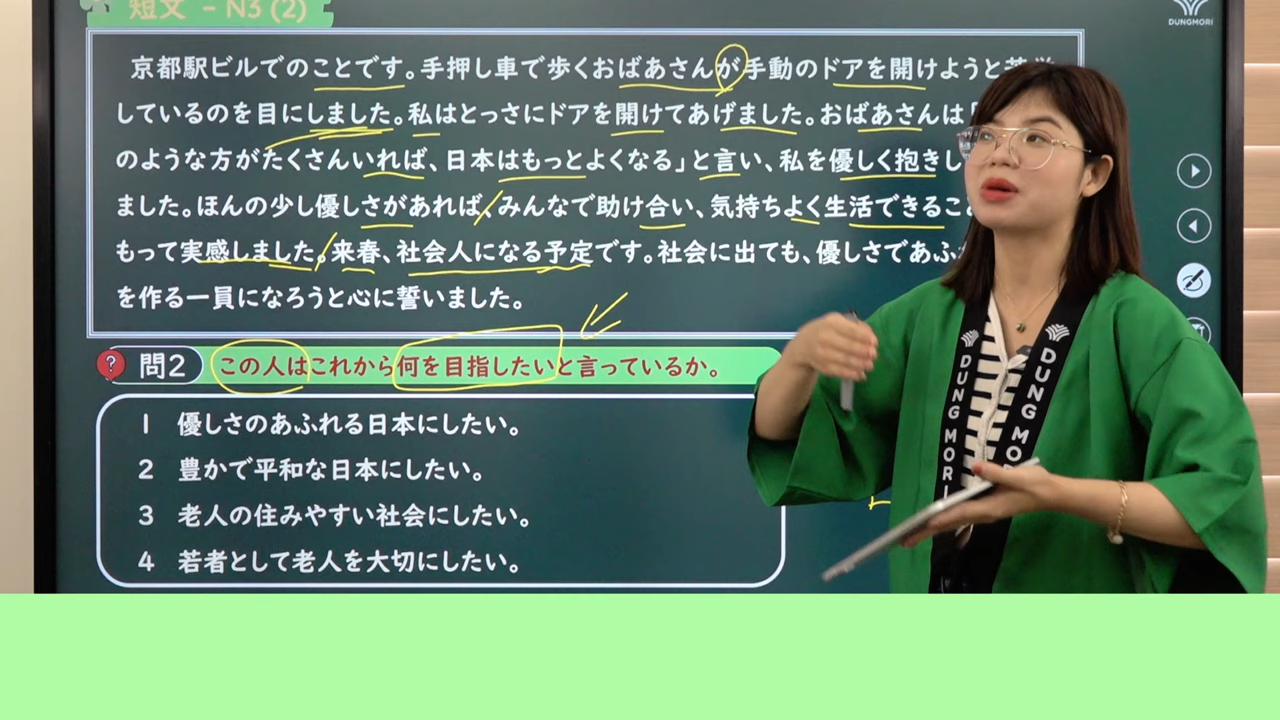 短文 - N3 (2)
DUNGMORI
京都駅ビルでのことです。手押し車で歩くおばあさんが手動のドアを開けようと
しているのを目にしました。私はとっさにドアを開けてあげました。おばあさんは「
のような方がたくさんいれば、日本はもっとよくなる」と言い、私を優しく抱きし
ました。ほんの少し優しさがあれば、みんなで助け合い、気持ちよく生活できるこ
もって実感しました。来春、社会人になる予定です。社会に出ても、優しさであふ
を作る一員になろうと心に誓いました。
? 問2 この人はこれから何を目指したいと言っているか。
1 優しさのあふれる日本にしたい。
2 豊かで平和な日本にしたい。
3 老人の住みやすい社会にしたい。
4 若者として老人を大切にしたい。
DUNG MORI
DUNG MO